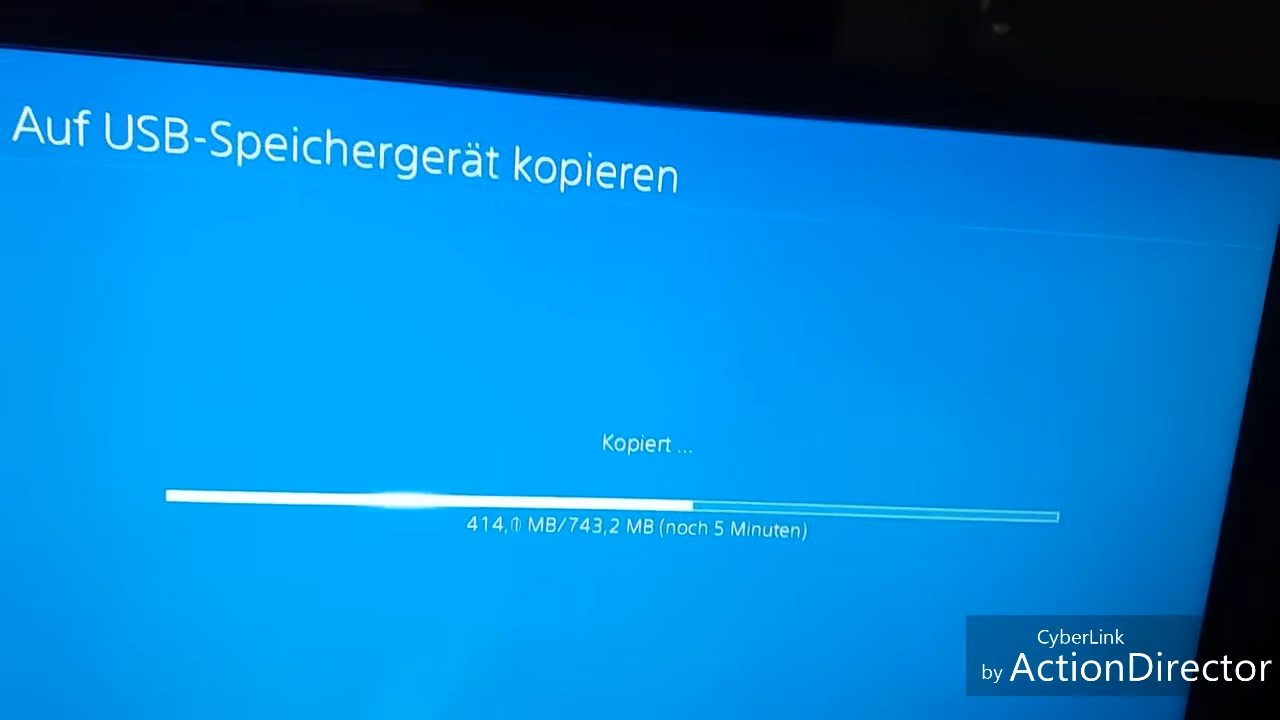 Auf USB-Speichergerät kopieren
Kopiert ...
MB/743,2 MB (noch 5 Minuten)
CyberLink
by ActionDirector